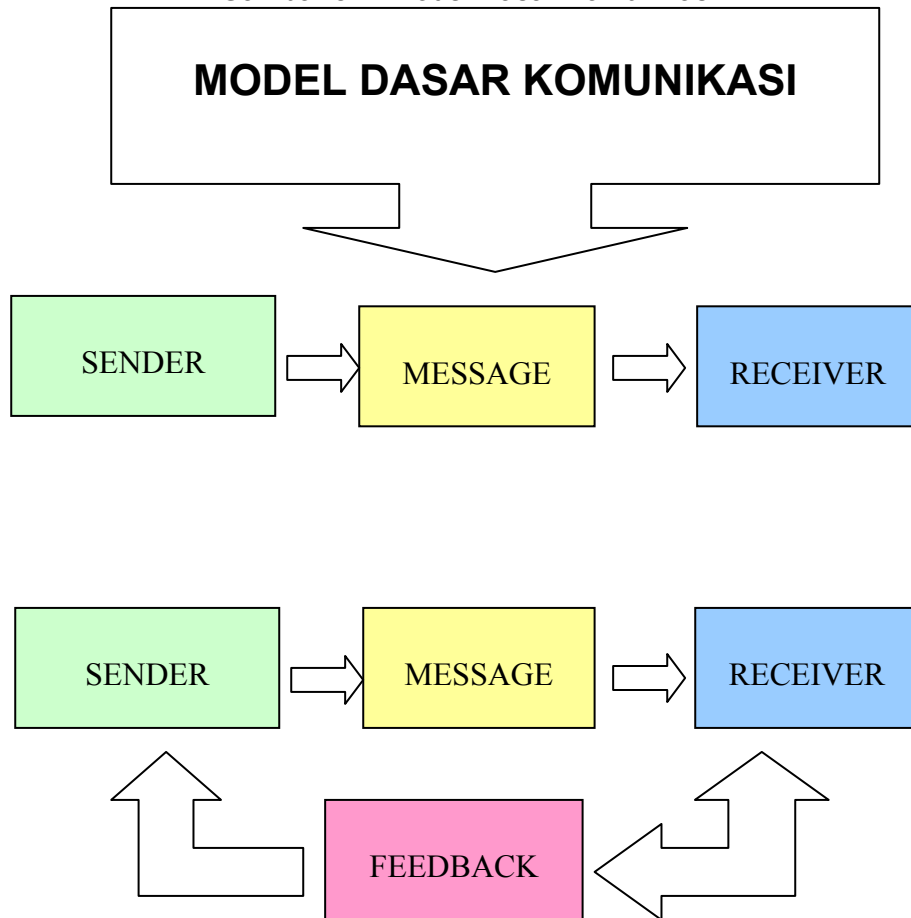 MODEL DASAR KOMUNIKASI
SENDER
MESSAGE
RECEIVER
SENDER
MESSAGE
RECEIVER
FEEDBACK